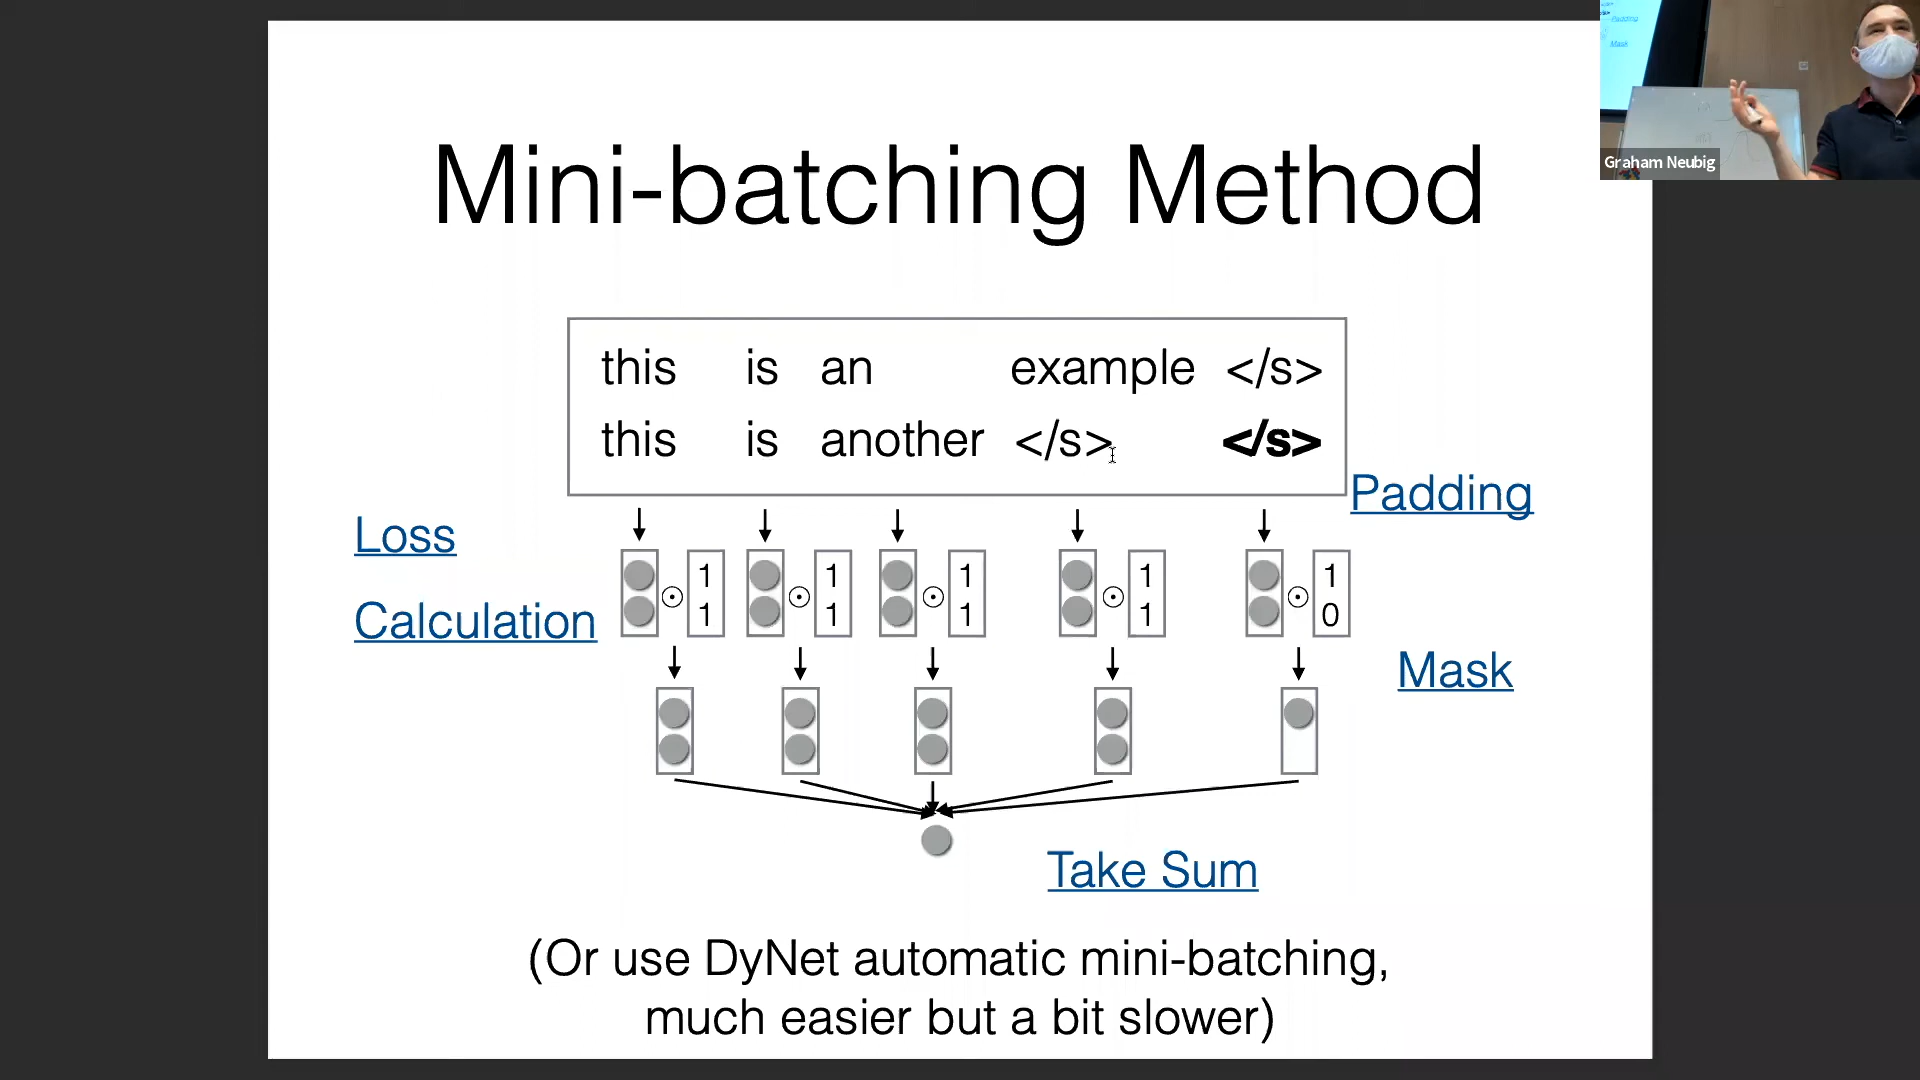 Mini-batching Method
this is an example </s>
this is another </s> </s>
Padding
Loss
Calculation
1 1 1 1 1
1 1 1 1 0
Mask
Take Sum
(Or use DyNet automatic mini-batching,
much easier but a bit slower)
Graham Neubig
Padding
Mask